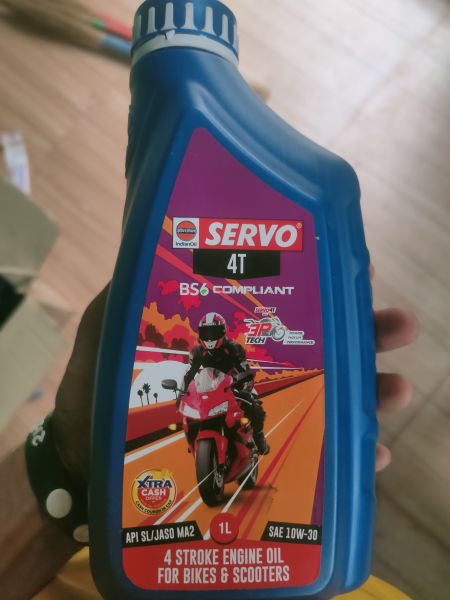 IndianOil
SERVO
4T
BS6 COMPLIANT
3P
TECH
XTRA
CASH
OFFER
API SL/JASO MA2
1L
SAE 10W-30
4 STROKE ENGINE OIL
FOR BIKES & SCOOTERS